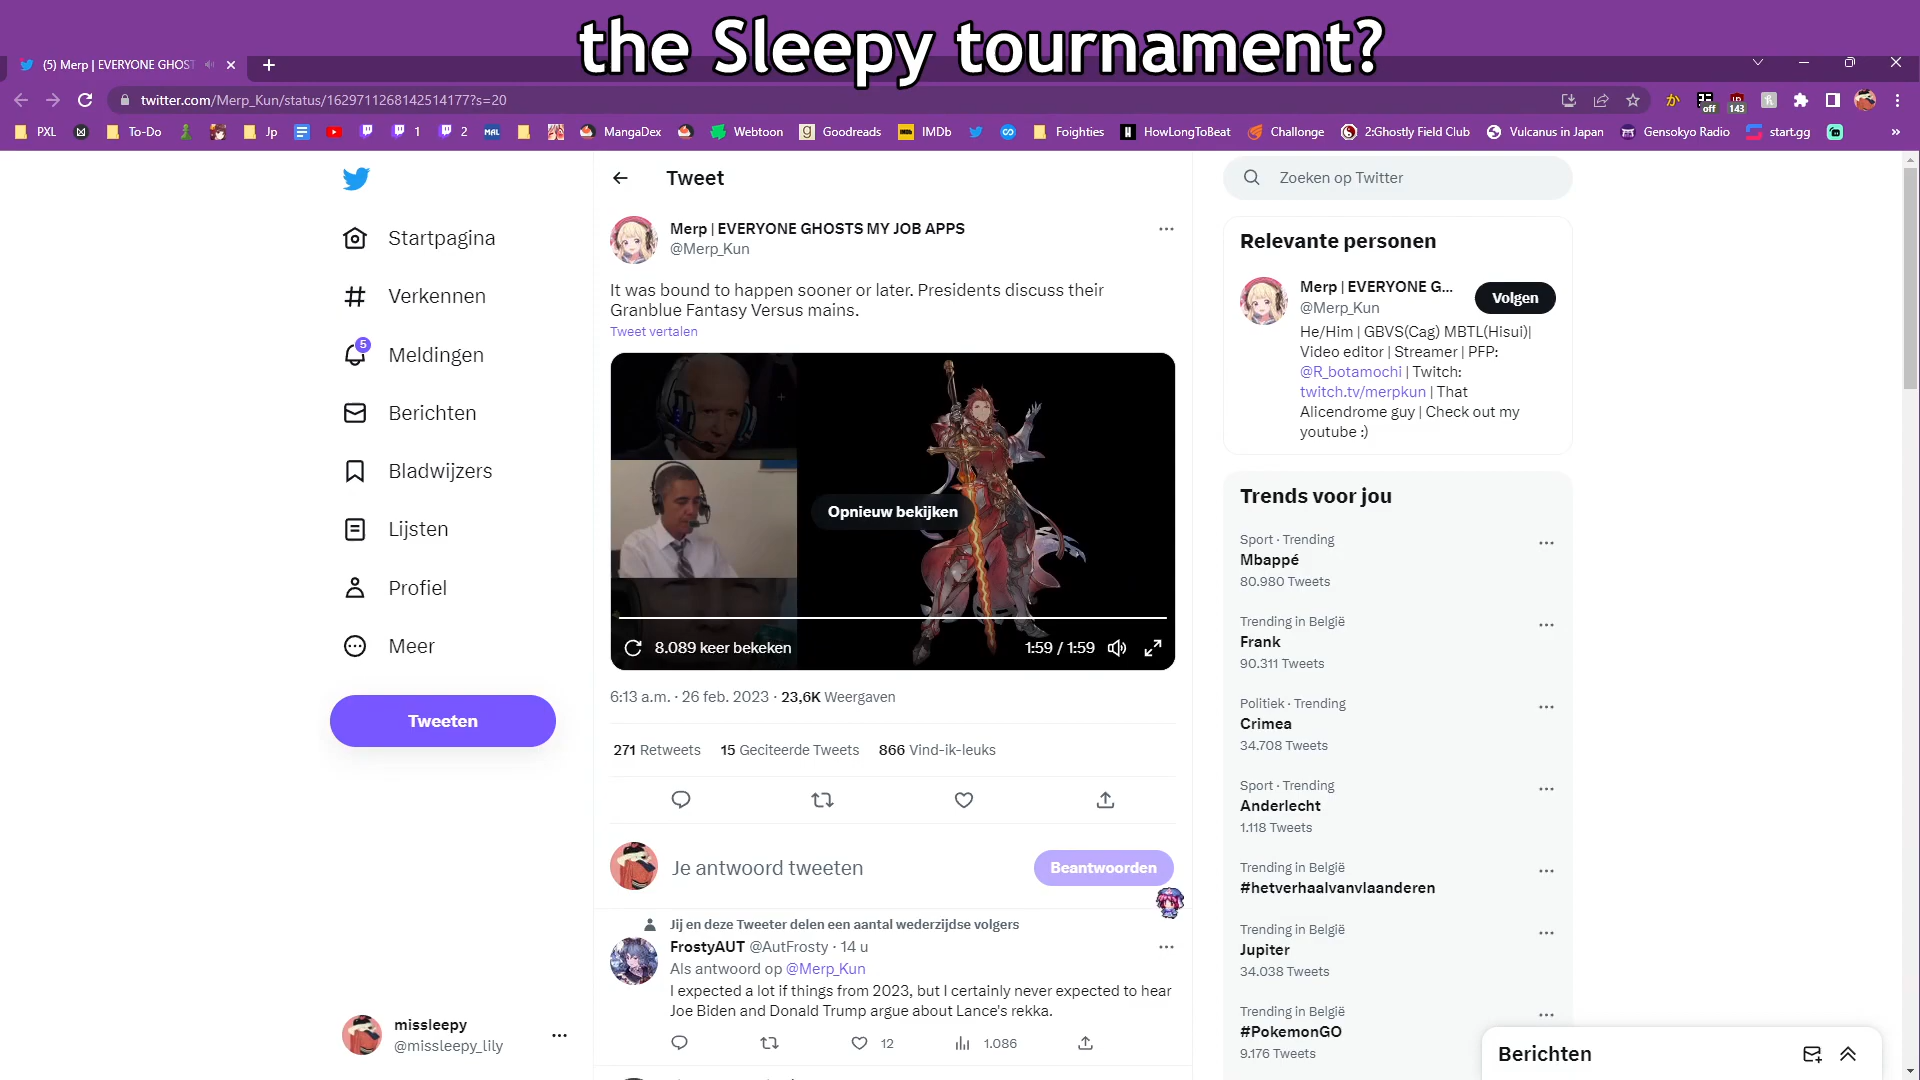 the Sleepy tournament?
(5) Merp | EVERYONE GHOST
twitter.com/Merp_Kun/status/1629711268142514177?s=20
off
143
PXL
To-Do
Jp
1
2
MAL
MangaDex
Webtoon
Goodreads
IMDb
Foighties
HowLongToBeat
Challonge
2:Ghostly Field Club
Vulcanus in Japan
Gensokyo Radio
start.gg
»
Startpagina
Verkennen
5
Meldingen
Berichten
Bladwijzers
Lijsten
Profiel
Meer
Tweeten
missleepy
@missleepy_lily
Tweet
Merp | EVERYONE GHOSTS MY JOB APPS
@Merp_Kun
It was bound to happen sooner or later. Presidents discuss their
Granblue Fantasy Versus mains.
Tweet vertalen
Opnieuw bekijken
8.089 keer bekeken
1:59 / 1:59
6:13 a.m. · 26 feb. 2023 · 23,6K Weergaven
271 Retweets 15 Geciteerde Tweets 866 Vind-ik-leuks
Je antwoord tweeten
Beantwoorden
Jij en deze Tweeter delen een aantal wederzijdse volgers
FrostyAUT @AutFrosty · 14 u
Als antwoord op @Merp_Kun
I expected a lot if things from 2023, but I certainly never expected to hear
Joe Biden and Donald Trump argue about Lance's rekka.
12
1.086
Zoeken op Twitter
Relevante personen
Merp | EVERYONE G...
@Merp_Kun
Volgen
He/Him | GBVS(Cag) MBTL(Hisui)|
Video editor | Streamer | PFP:
@R_botamochi | Twitch:
twitch.tv/merpkun | That
Alicendrome guy | Check out my
youtube :)
Trends voor jou
Sport · Trending
Mbappé
80.980 Tweets
Trending in België
Frank
90.311 Tweets
Politiek · Trending
Crimea
34.708 Tweets
Sport · Trending
Anderlecht
1.118 Tweets
Trending in België
#hetverhaalvanvlaanderen
Trending in België
Jupiter
34.038 Tweets
Trending in België
#PokemonGO
9.176 Tweets
Berichten